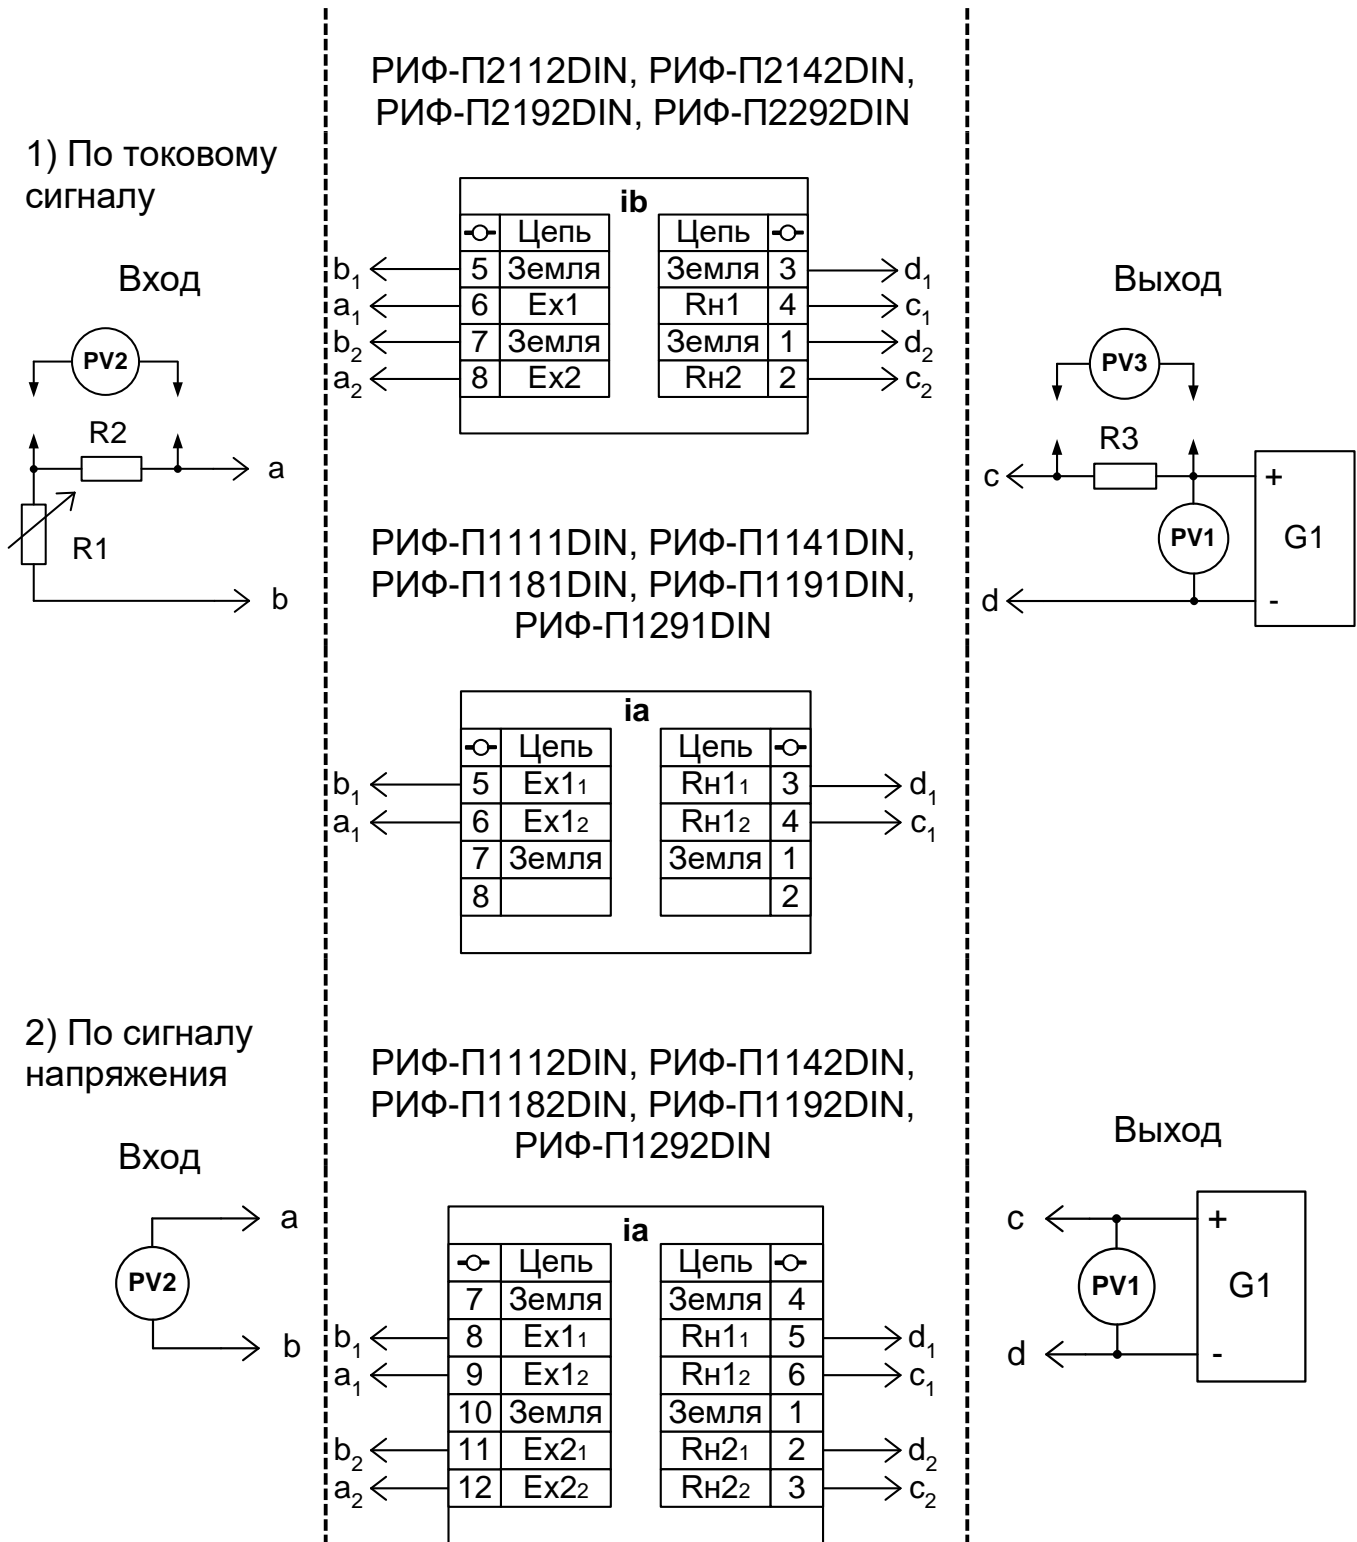 РИФ-П2112DIN, РИФ-П2142DIN,
РИФ-П2192DIN, РИФ-П2292DIN
1) По токовому
сигналу
Вход
PV2
R2
a
R1
b
ib
Цепь Цепь
b1 5 Земля Земля 3 d1
a1 6 Ex1 Rн1 4 c1
b2 7 Земля Земля 1 d2
a2 8 Ex2 Rн2 2 c2
Выход
PV3
R3
c
+
PV1
G1
d
-
РИФ-П1111DIN, РИФ-П1141DIN,
РИФ-П1181DIN, РИФ-П1191DIN,
РИФ-П1291DIN
ia
Цепь Цепь
b1 5 Ex11 Rн11 3 d1
a1 6 Ex12 Rн12 4 c1
7 Земля Земля 1
8 2
2) По сигналу
напряжения
Вход
a
PV2
b
РИФ-П1112DIN, РИФ-П1142DIN,
РИФ-П1182DIN, РИФ-П1192DIN,
РИФ-П1292DIN
ia
Цепь Цепь
7 Земля Земля 4
b1 8 Ex11 Rн11 5 d1
a1 9 Ex12 Rн12 6 c1
10 Земля Земля 1
b2 11 Ex21 Rн21 2 d2
a2 12 Ex22 Rн22 3 c2
Выход
c
+
PV1
G1
d
-